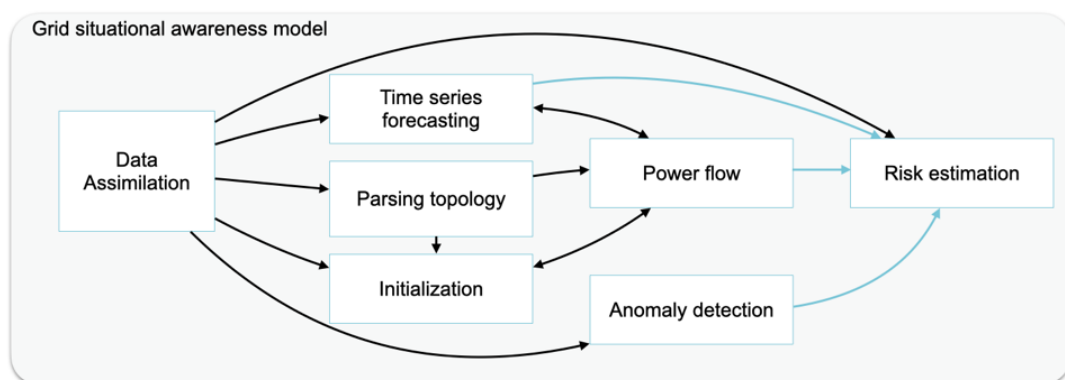 Grid situational awareness model
Time series
forecasting
Data
Assimilation
Parsing topology
Power flow
Risk estimation
Initialization
Anomaly detection